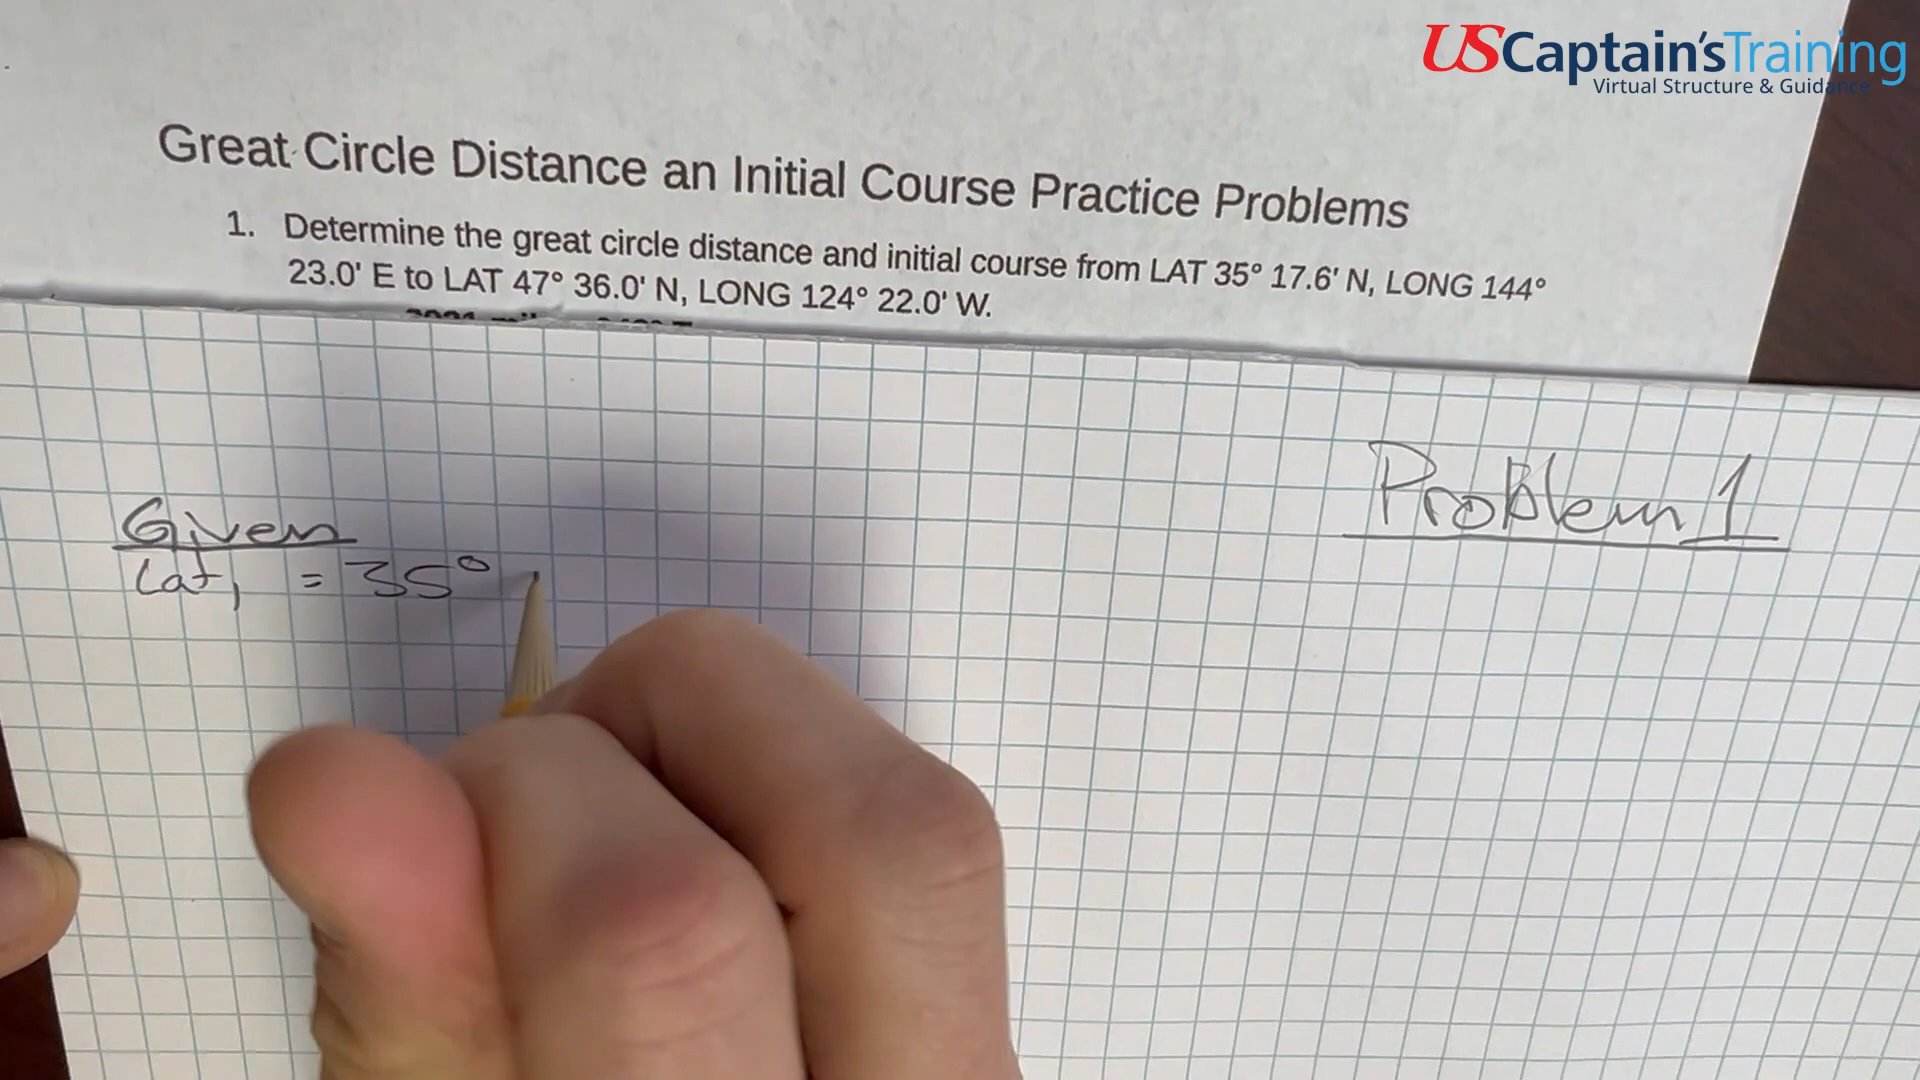 USCaptain'sTraining
Virtual Structure & Guidance
Great Circle Distance an Initial Course Practice Problems
1. Determine the great circle distance and initial course from LAT 35° 17.6' N, LONG 144°
23.0' E to LAT 47° 36.0' N, LONG 124° 22.0' W.
Problem 1
Given
Lat₁ = 35°